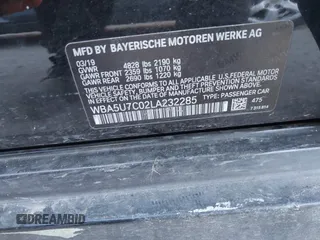 MFD BY BAYERISCHE MOTOREN WERKE AG
03/19
GVWR 4828 lbs 2190 kg
GAWR FRONT 2359 lbs 1070 kg
GAWR REAR 2690 lbs 1220 kg
THIS VEHICLE CONFORMS TO ALL APPLICABLE FEDERAL MOTOR VEHICLE
SAFETY, BUMPER AND THEFT PREVENTION STANDARDS IN EFFECT
ON THE DATE OF MANUFACTURE SHOWN ABOVE.
WBA5U7C02LA232285 TYPE: PASSENGER CAR
475
DREAMBID